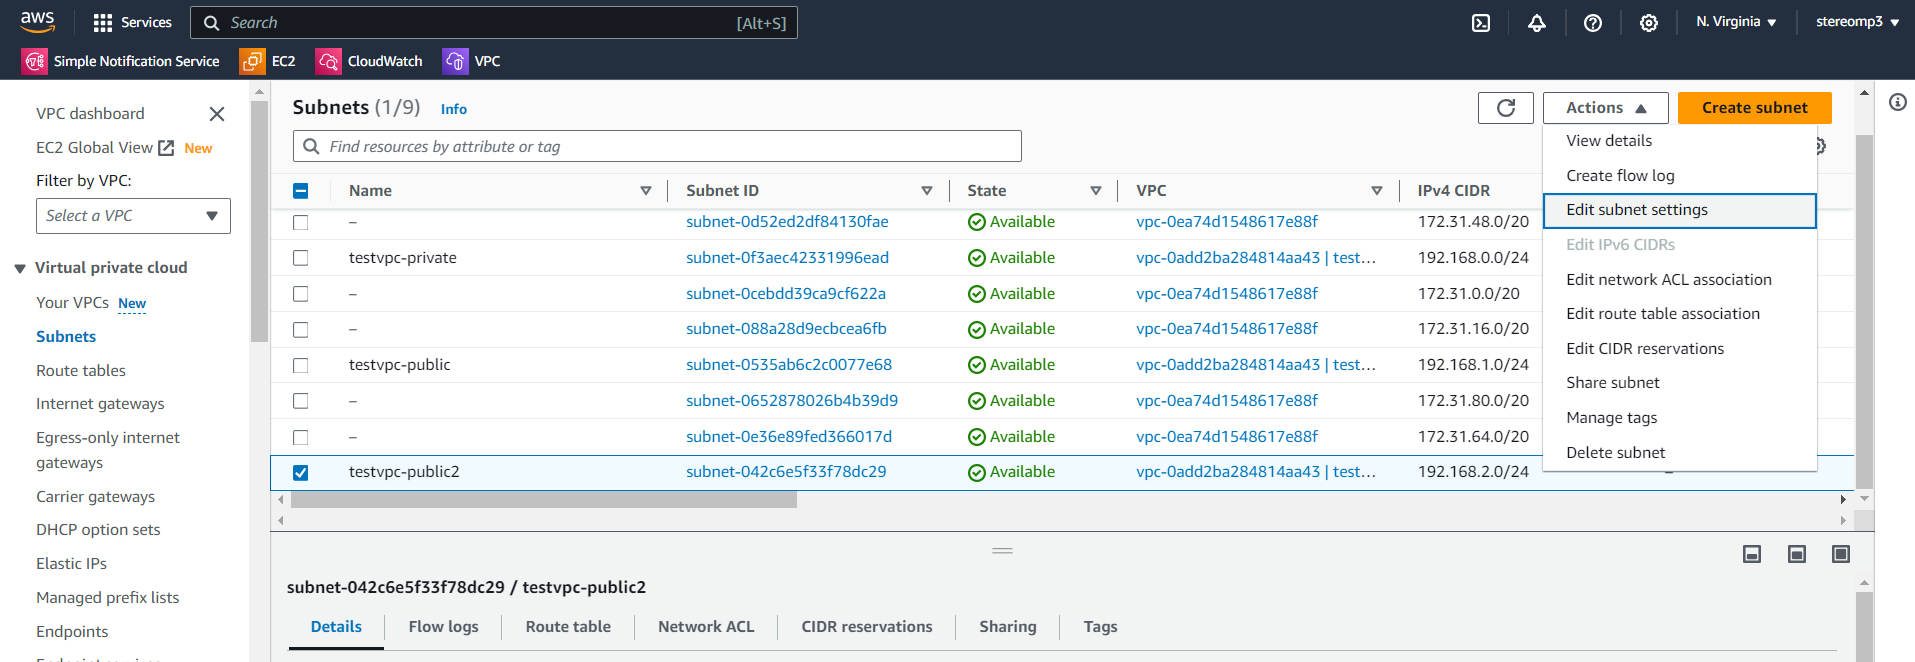 aws Services Search [Alt+S] N. Virginia stereomp3
Simple Notification Service EC2 CloudWatch VPC
VPC dashboard
EC2 Global View New
Filter by VPC:
Select a VPC
Virtual private cloud
Your VPCs New
Subnets
Route tables
Internet gateways
Egress-only internet
gateways
Carrier gateways
DHCP option sets
Elastic IPs
Managed prefix lists
Endpoints
Subnets (1/9) Info
Actions Create subnet
Find resources by attribute or tag
Name Subnet ID State VPC IPv4 CIDR
– subnet-0d52ed2df84130fae Available vpc-0ea74d1548617e88f 172.31.48.0/20
testvpc-private subnet-0f3aec42331996ead Available vpc-0add2ba284814aa43 | test… 192.168.0.0/24
– subnet-0cebdd39ca9cf622a Available vpc-0ea74d1548617e88f 172.31.0.0/20
– subnet-088a28d9ecbcea6fb Available vpc-0ea74d1548617e88f 172.31.16.0/20
testvpc-public subnet-0535ab6c2c0077e68 Available vpc-0add2ba284814aa43 | test… 192.168.1.0/24
– subnet-0652878026b4b39d9 Available vpc-0ea74d1548617e88f 172.31.80.0/20
– subnet-0e36e89fed366017d Available vpc-0ea74d1548617e88f 172.31.64.0/20
testvpc-public2 subnet-042c6e5f33f78dc29 Available vpc-0add2ba284814aa43 | test… 192.168.2.0/24 –
View details
Create flow log
Edit subnet settings
Edit IPv6 CIDRs
Edit network ACL association
Edit route table association
Edit CIDR reservations
Share subnet
Manage tags
Delete subnet
subnet-042c6e5f33f78dc29 / testvpc-public2
Details Flow logs Route table Network ACL CIDR reservations Sharing Tags